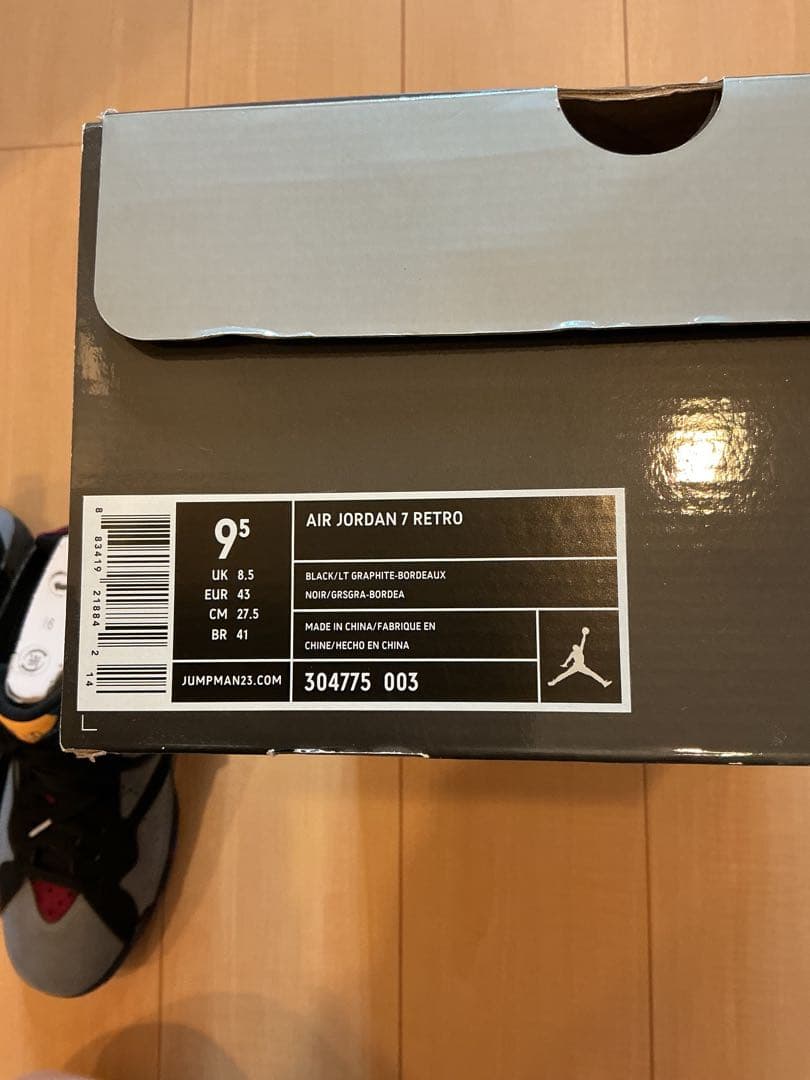 9⁵
UK 8.5
EUR 43
CM 27.5
BR 41
JUMPMAN23.COM
AIR JORDAN 7 RETRO
BLACK/LT GRAPHITE-BORDEAUX
NOIR/GRSGRA-BORDEA
MADE IN CHINA/FABRIQUE EN
CHINE/HECHO EN CHINA
304775 003
8 83419 21884 2 14